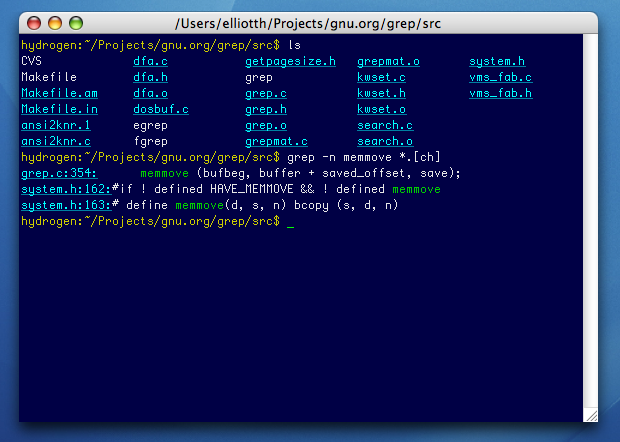 /Users/elliotth/Projects/gnu.org/grep/src
hydrogen:~/Projects/gnu.org/grep/src$ ls
CVS dfa.c getpagesize.h grepmat.o system.h
Makefile dfa.h grep kwset.c vms_fab.c
Makefile.am dfa.o grep.c kwset.h vms_fab.h
Makefile.in dosbuf.c grep.h kwset.o
ansi2knr.1 egrep grep.o search.c
ansi2knr.c fgrep grepmat.c search.o
hydrogen:~/Projects/gnu.org/grep/src$ grep -n memmove *.[ch]
grep.c:354: memmove (bufbeg, buffer + saved_offset, save);
system.h:162:#if ! defined HAVE_MEMMOVE && ! defined memmove
system.h:163:# define memmove(d, s, n) bcopy (s, d, n)
hydrogen:~/Projects/gnu.org/grep/src$ _